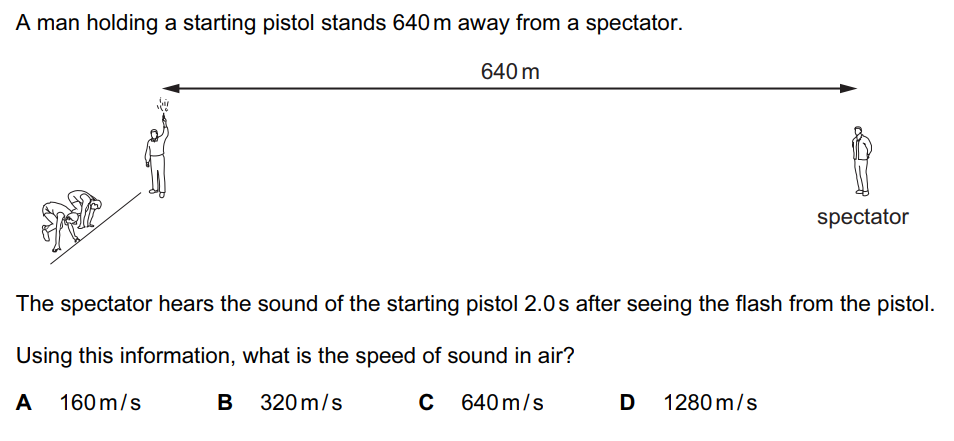 A man holding a starting pistol stands 640 m away from a spectator.
640 m
spectator
The spectator hears the sound of the starting pistol 2.0 s after seeing the flash from the pistol.
Using this information, what is the speed of sound in air?
A 160 m / s B 320 m / s C 640 m / s D 1280 m / s